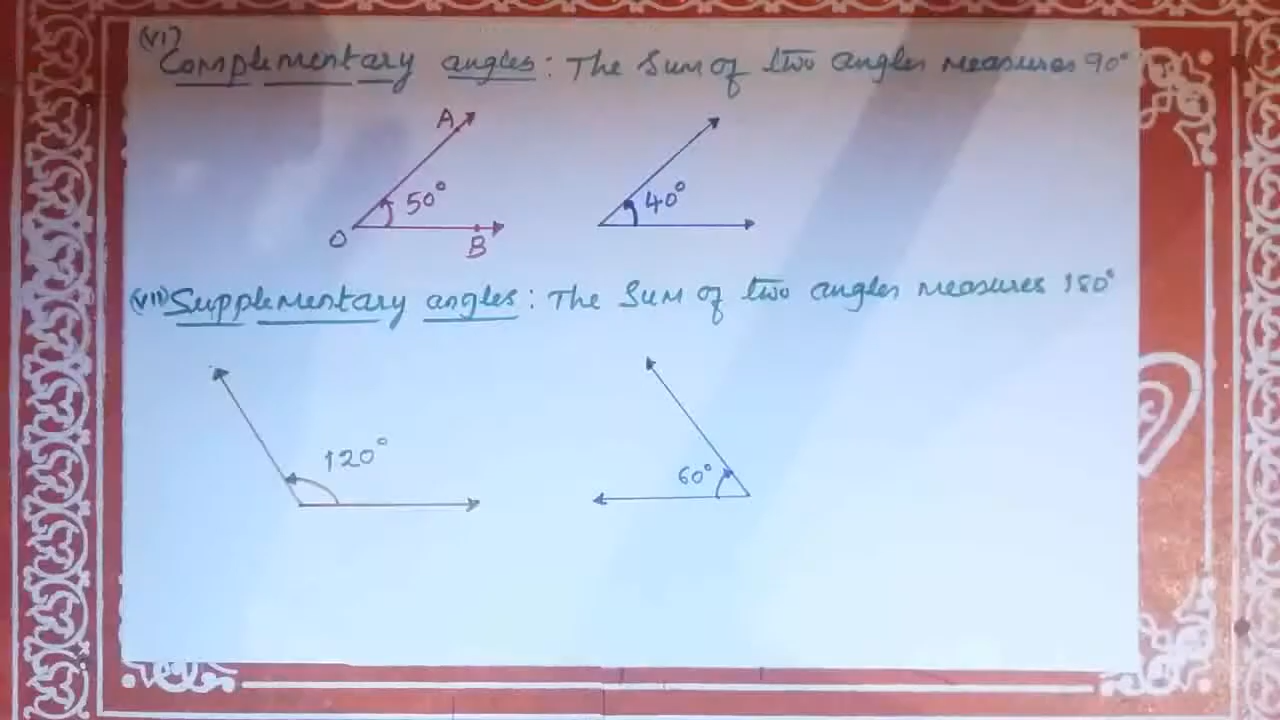 (VI)
Complementary angles: The Sum of two angles measures 90°
A
50°
O
B
40°
(VII) Supplementary angles: The Sum of two angles measures 180°
120°
60°